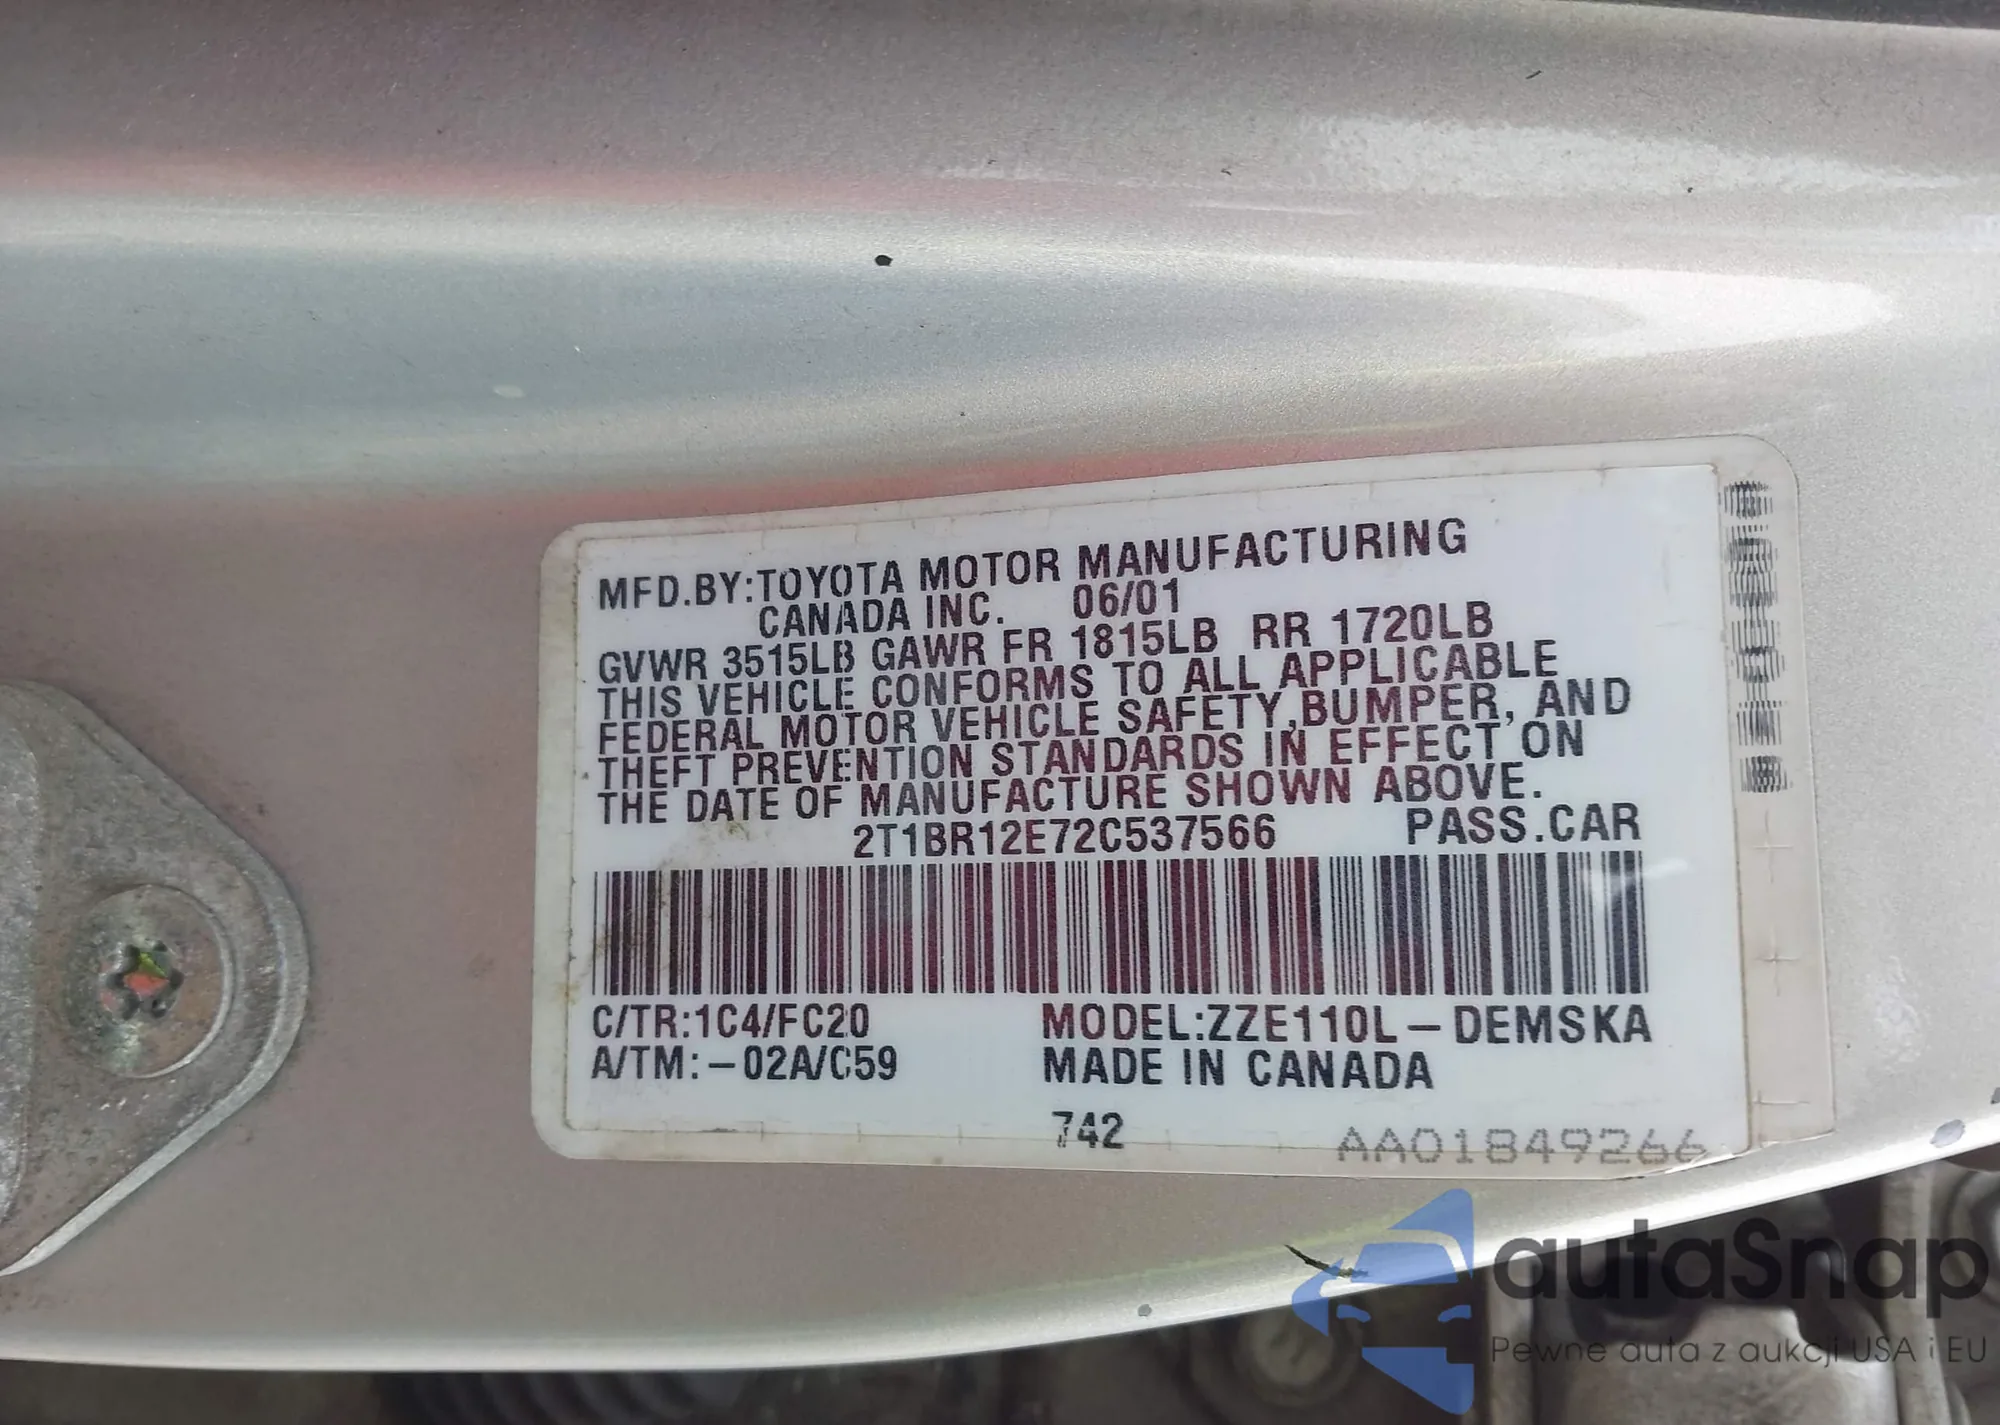 MFD.BY:TOYOTA MOTOR MANUFACTURING
CANADA INC. 06/01
GVWR 3515LB GAWR FR 1815LB RR 1720LB
THIS VEHICLE CONFORMS TO ALL APPLICABLE
FEDERAL MOTOR VEHICLE SAFETY,BUMPER, AND
THEFT PREVENTION STANDARDS IN EFFECT ON
THE DATE OF MANUFACTURE SHOWN ABOVE.
2T1BR12E72C537566 PASS.CAR
C/TR:1C4/FC20 MODEL:ZZE110L-DEMSKA
A/TM:-02A/C59 MADE IN CANADA
742
AA01849266
autaSnap
Pewne auta z aukcji USA i EU